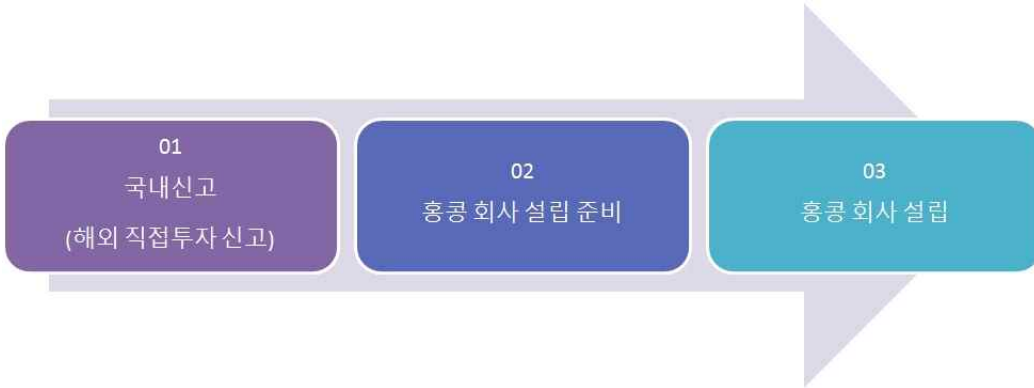 01
국내신고
(해외 직접투자 신고)
02
홍콩 회사 설립 준비
03
홍콩 회사 설립